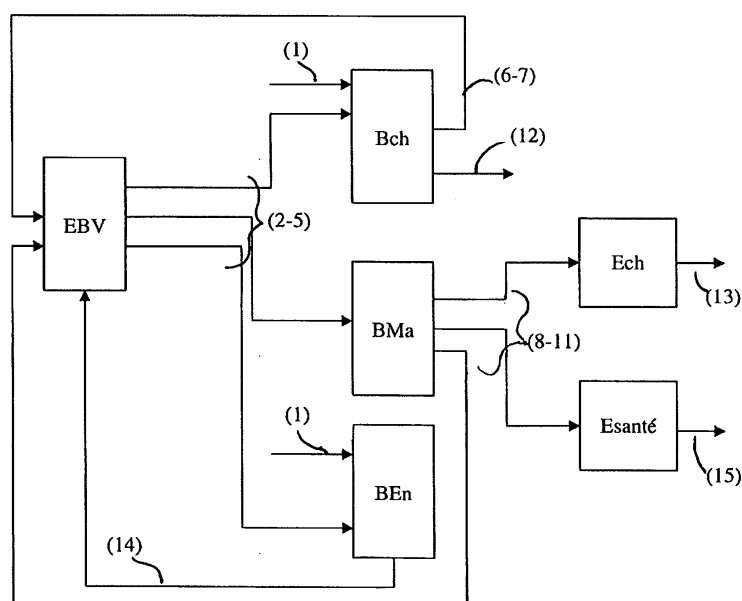 (1)
(6-7)
Bch
(12)
EBV
(2-5)
Ech
(13)
BMa
(8-11)
(1)
Esanté
(15)
BEn
(14)